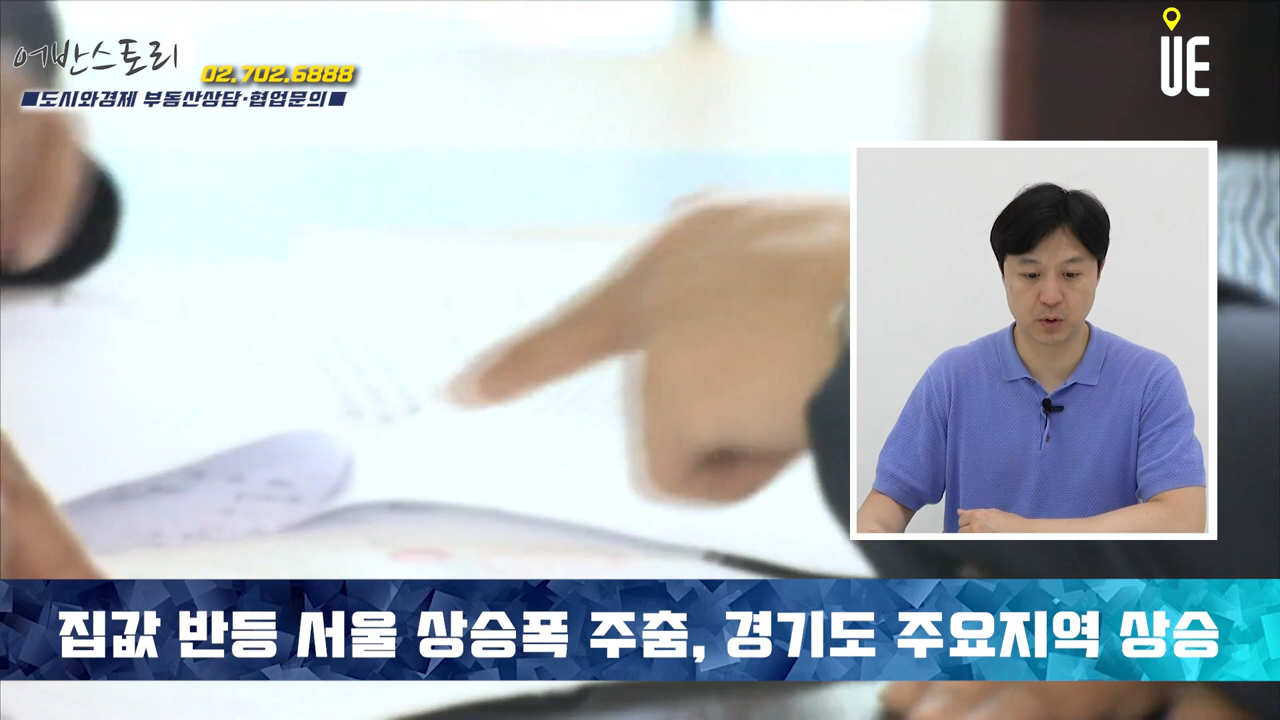 어반스토리
02.702.6888
■도시와경제 부동산상담·협업문의■
UE
집값 반등 서울 상승폭 주춤, 경기도 주요지역 상승